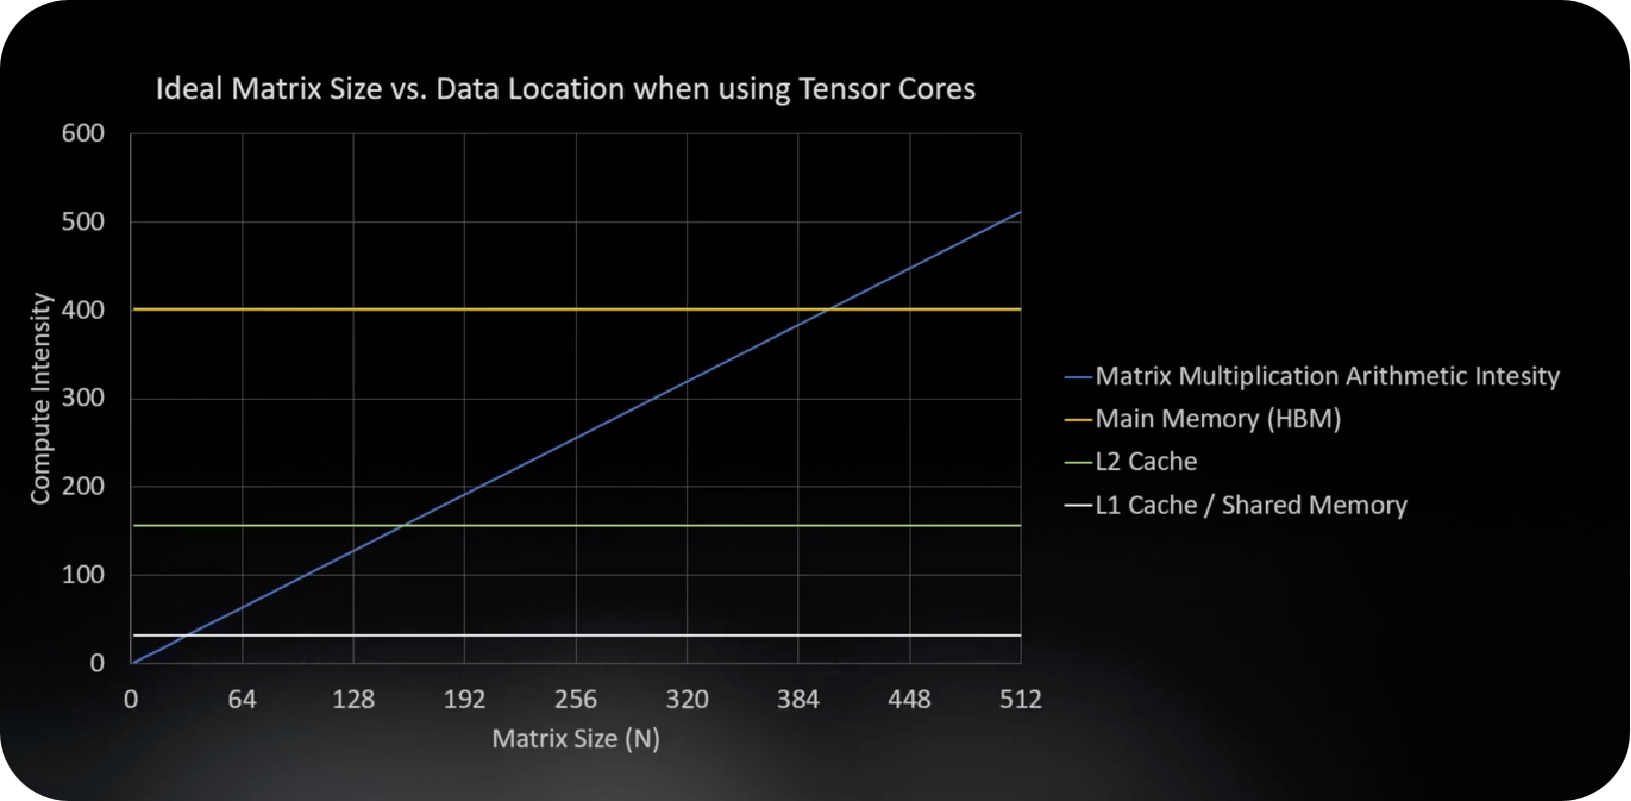 Ideal Matrix Size vs. Data Location when using Tensor Cores
600
500
400
300
200
100
0
Compute Intensity
0 64 128 192 256 320 384 448 512
Matrix Size (N)
Matrix Multiplication Arithmetic Intesity
Main Memory (HBM)
L2 Cache
L1 Cache / Shared Memory